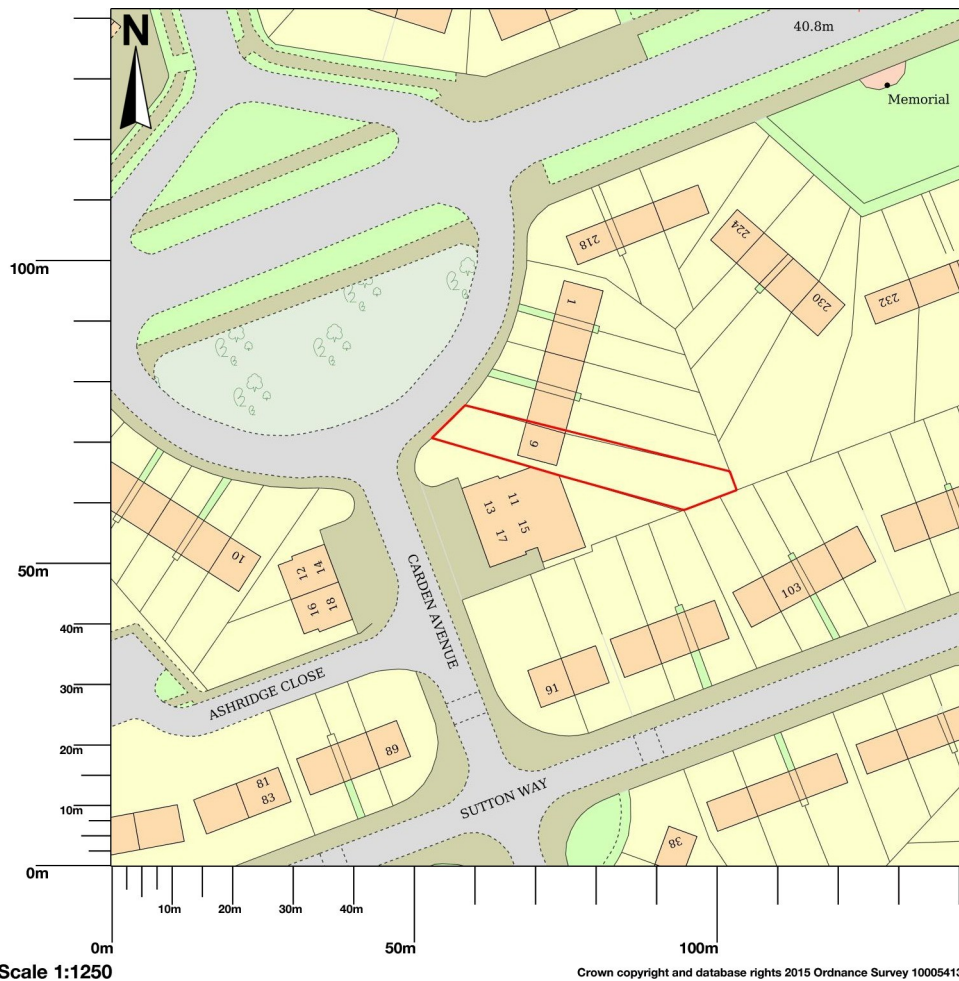 N
40.8m
Memorial
218
224
230
232
1
9
100m
13
11
15
17
10
12
14
16
18
CARDEN AVENUE
103
91
50m
40m
30m
20m
10m
0m
ASHRIDGE CLOSE
89
81
83
SUTTON WAY
38
10m
20m
30m
40m
0m
50m
100m
Scale 1:1250
Crown copyright and database rights 2015 Ordnance Survey 10005413